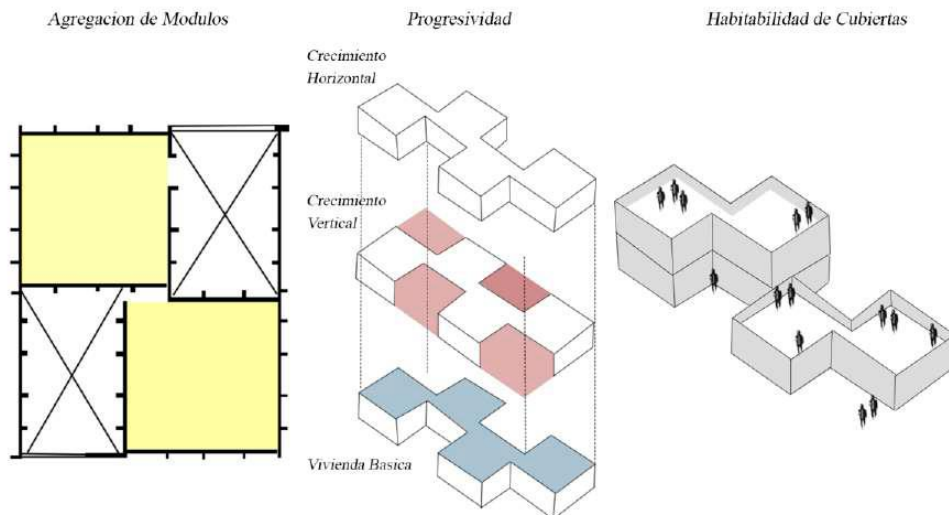 Agregacion de Modulos
Progresividad
Habitabilidad de Cubiertas
Crecimiento
Horizontal
Crecimiento
Vertical
Vivienda Basica